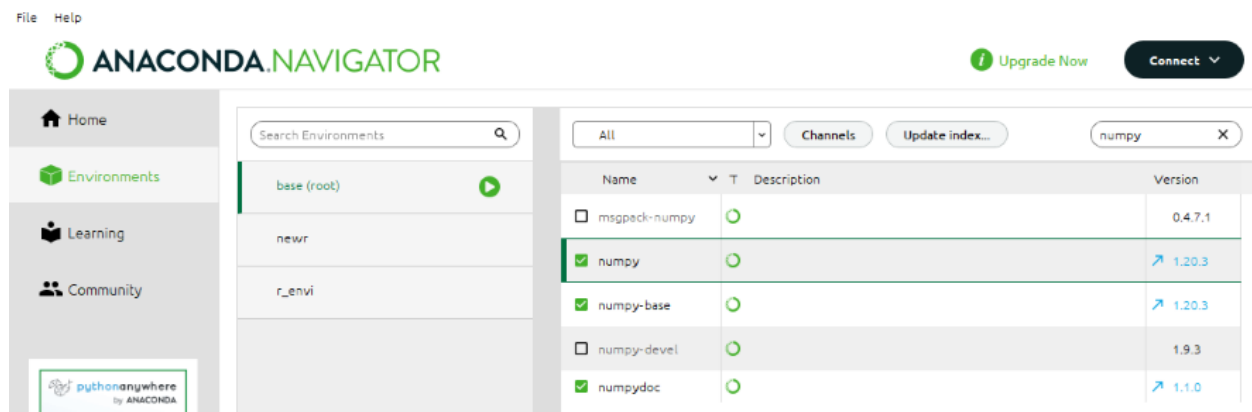 File Help
ANACONDA.NAVIGATOR
i Upgrade Now
Connect
Home
Environments
Learning
Community
pythonanywhere
by ANACONDA
Search Environments
base (root)
newr
r_envi
All
Channels
Update index...
numpy X
Name T Description Version
msgpack-numpy 0.4.7.1
numpy 1.20.3
numpy-base 1.20.3
numpy-devel 1.9.3
numpydoc 1.1.0